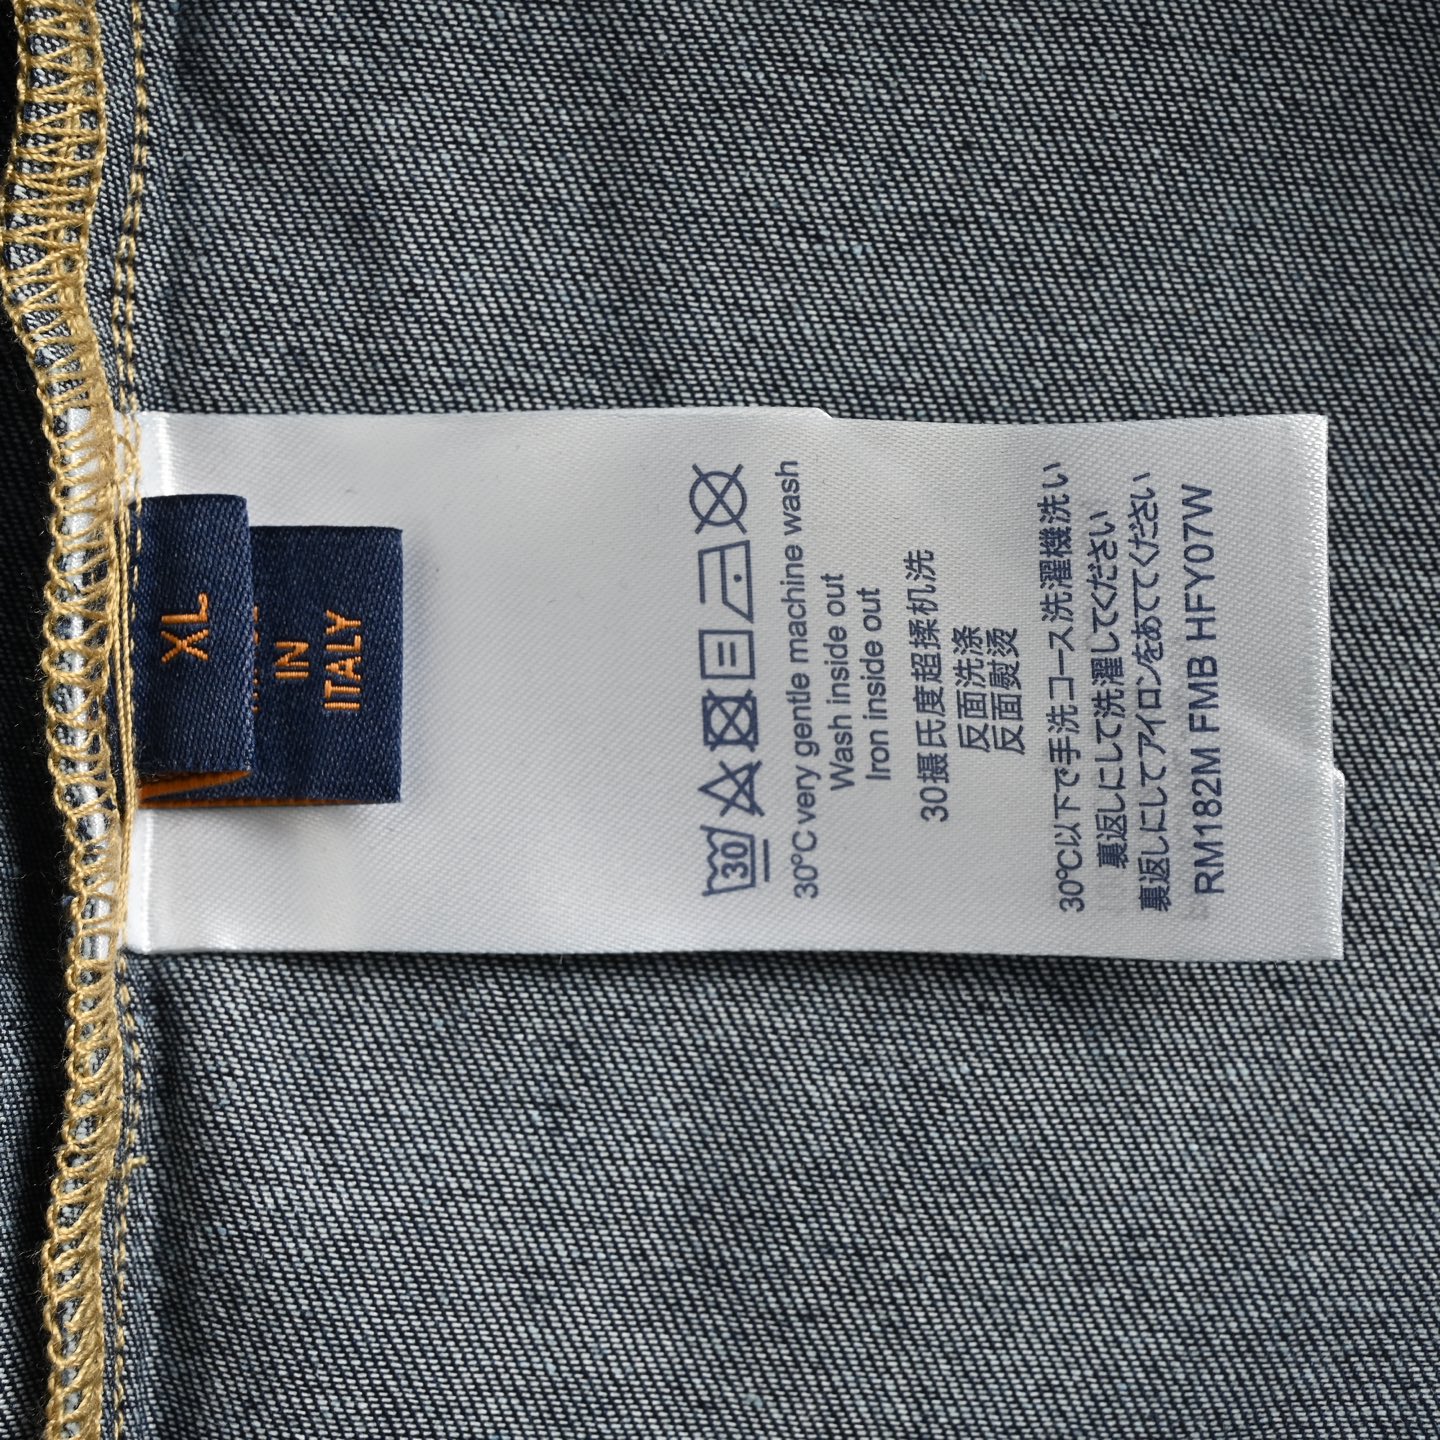 XL
IN
ITALY
30
30°C very gentle machine wash
Wash inside out
Iron inside out
30摄氏度超揉机洗
反面洗涤
反面熨烫
30℃以下で手洗コース洗濯機洗い
裏返しにして洗濯してください
裏返しにしてアイロンをあててください
RM182M FMB HFY07W